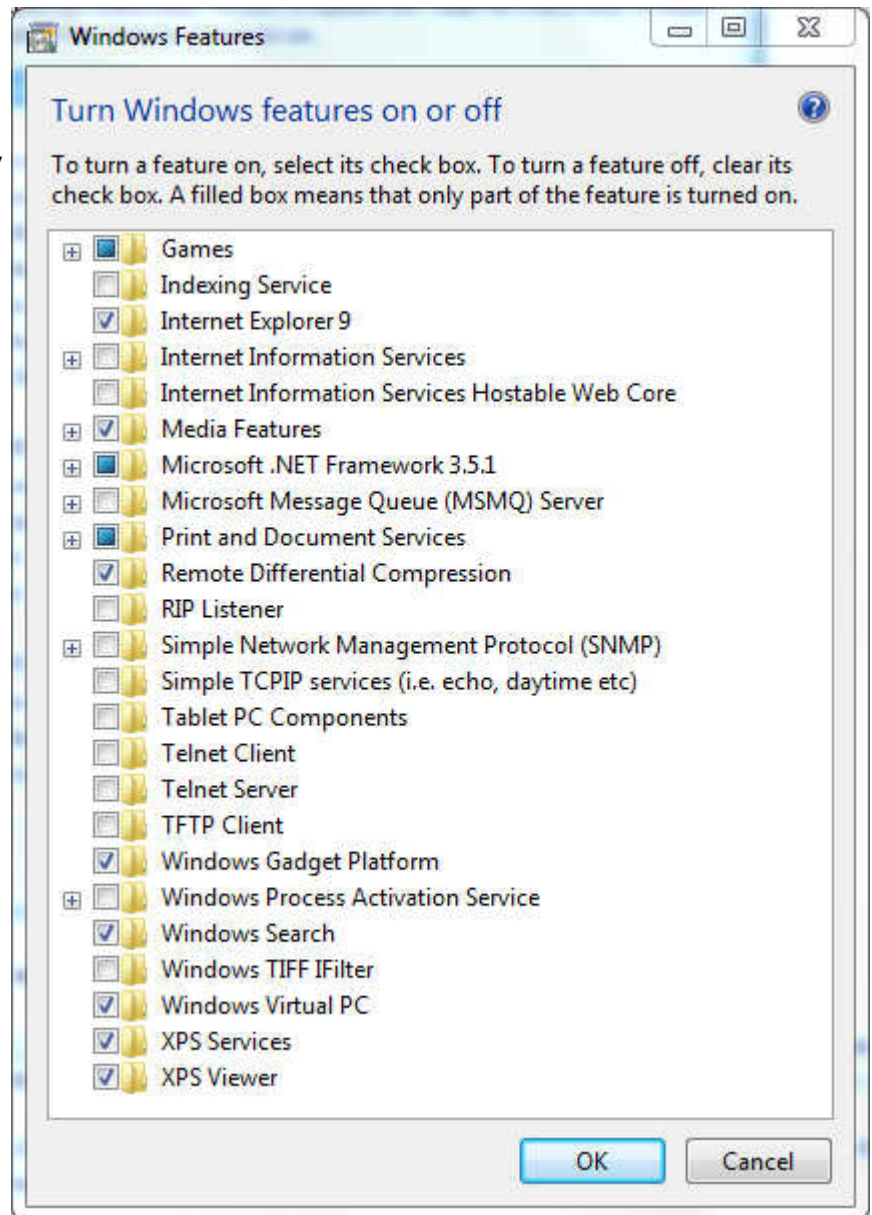 Windows Features
Turn Windows features on or off
To turn a feature on, select its check box. To turn a feature off, clear its
check box. A filled box means that only part of the feature is turned on.
Games
Indexing Service
Internet Explorer 9
Internet Information Services
Internet Information Services Hostable Web Core
Media Features
Microsoft .NET Framework 3.5.1
Microsoft Message Queue (MSMQ) Server
Print and Document Services
Remote Differential Compression
RIP Listener
Simple Network Management Protocol (SNMP)
Simple TCPIP services (i.e. echo, daytime etc)
Tablet PC Components
Telnet Client
Telnet Server
TFTP Client
Windows Gadget Platform
Windows Process Activation Service
Windows Search
Windows TIFF IFilter
Windows Virtual PC
XPS Services
XPS Viewer
OK Cancel